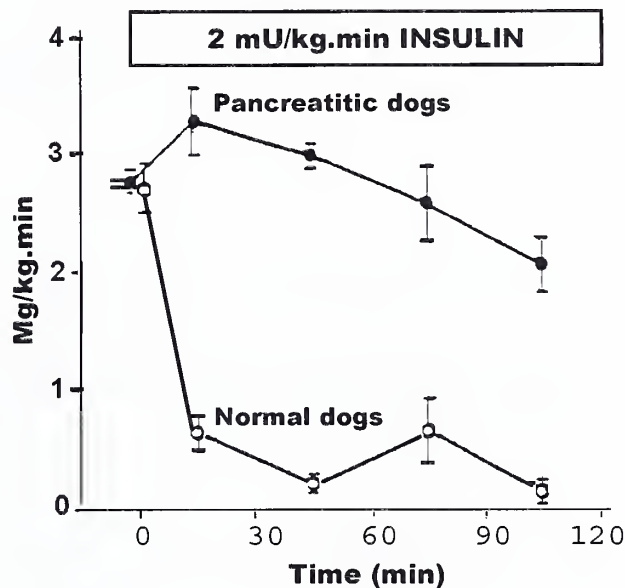 2 mU/kg.min INSULIN
4
Pancreatitic dogs
3
2
Mg/kg.min
1
Normal dogs
0
0 30 60 90 120
Time (min)